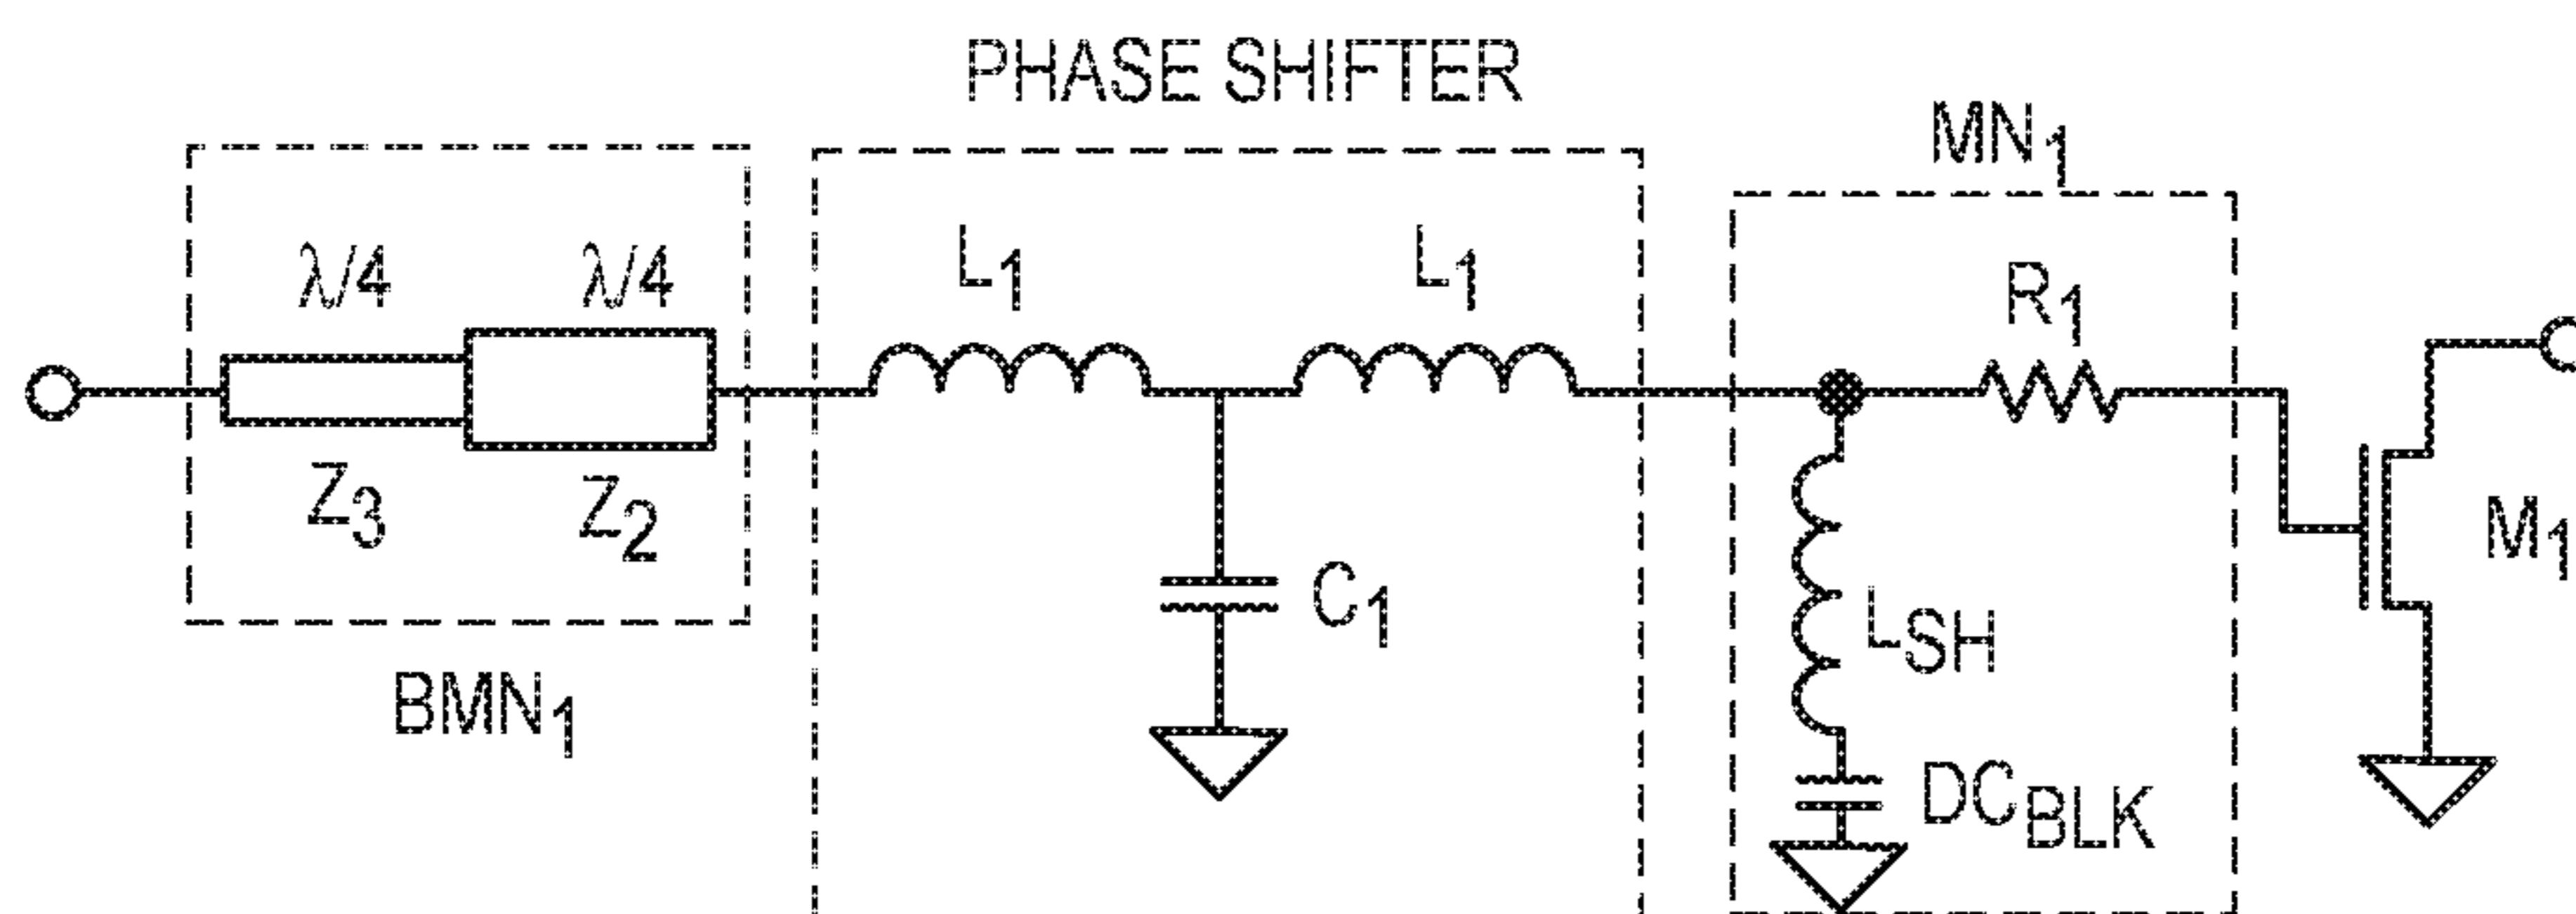 PHASE SHIFTER
MN1
λ/4 λ/4 L1 L1 R1
Z3 Z2 C1 LSH M1
BMN1 DCBLK